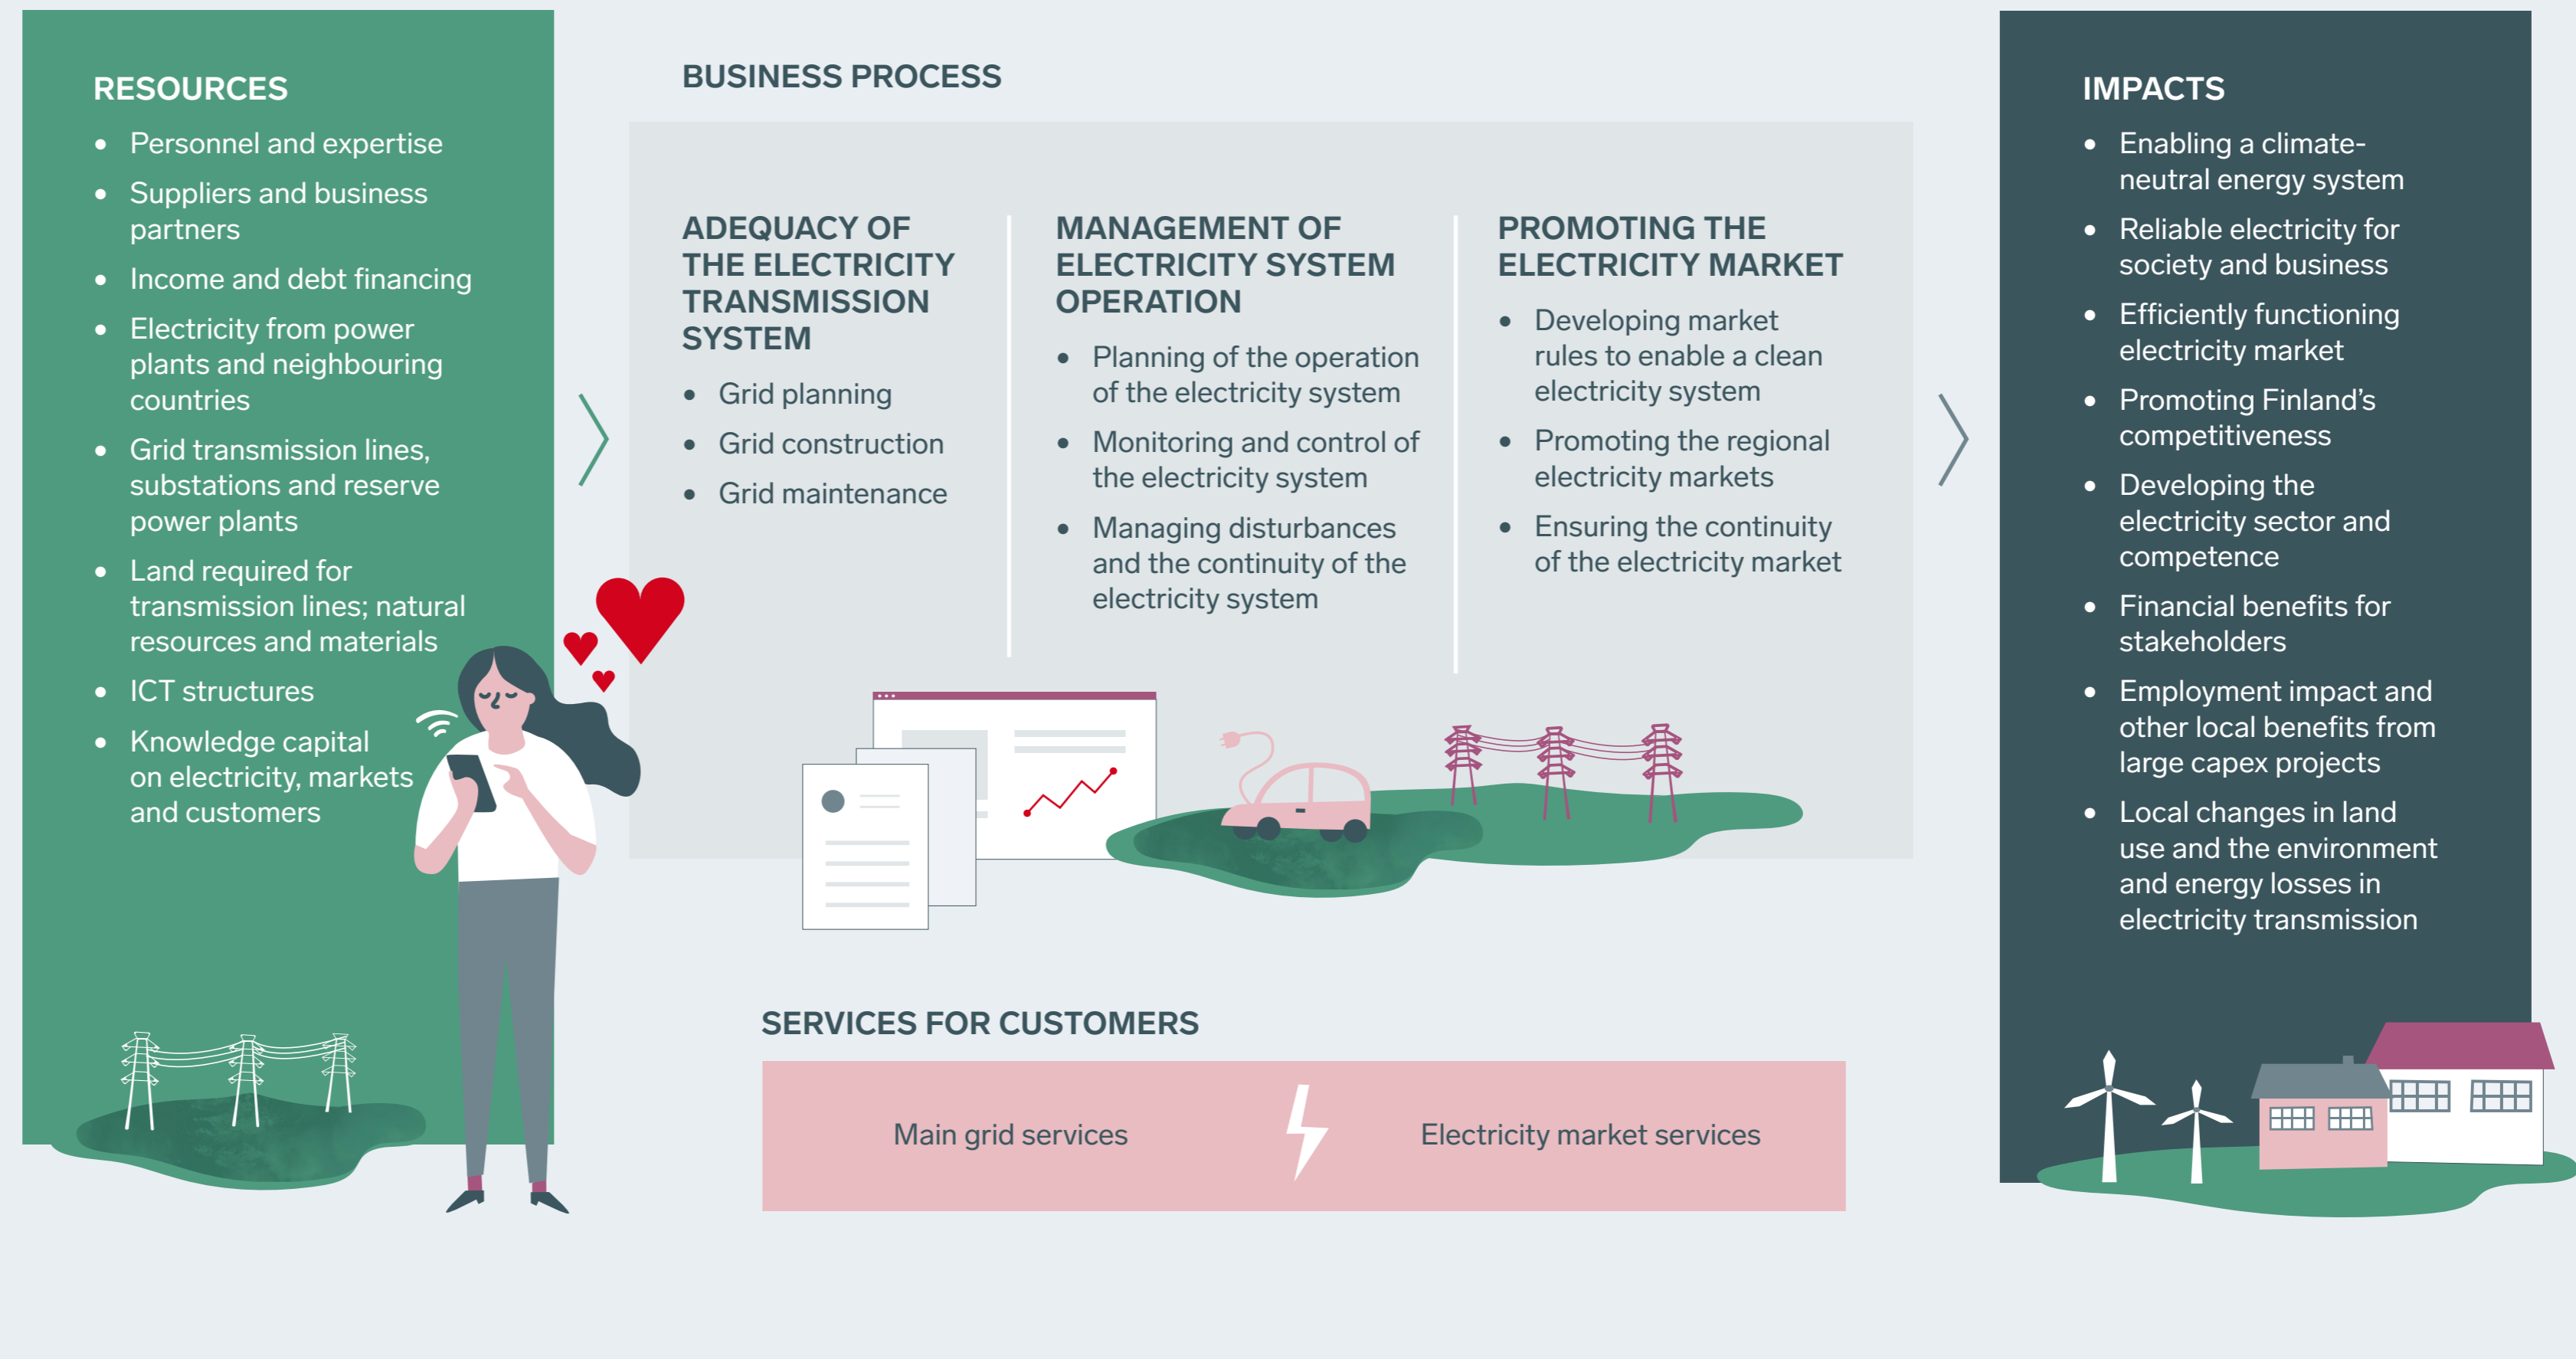 RESOURCES
• Personnel and expertise
• Suppliers and business
partners
• Income and debt financing
• Electricity from power
plants and neighbouring
countries
• Grid transmission lines,
substations and reserve
power plants
• Land required for
transmission lines; natural
resources and materials
• ICT structures
• Knowledge capital
on electricity, markets
and customers
BUSINESS PROCESS
ADEQUACY OF
THE ELECTRICITY
TRANSMISSION
SYSTEM
• Grid planning
• Grid construction
• Grid maintenance
MANAGEMENT OF
ELECTRICITY SYSTEM
OPERATION
• Planning of the operation
of the electricity system
• Monitoring and control of
the electricity system
• Managing disturbances
and the continuity of the
electricity system
PROMOTING THE
ELECTRICITY MARKET
• Developing market
rules to enable a clean
electricity system
• Promoting the regional
electricity markets
• Ensuring the continuity
of the electricity market
SERVICES FOR CUSTOMERS
Main grid services
Electricity market services
IMPACTS
• Enabling a climate-
neutral energy system
• Reliable electricity for
society and business
• Efficiently functioning
electricity market
• Promoting Finland’s
competitiveness
• Developing the
electricity sector and
competence
• Financial benefits for
stakeholders
• Employment impact and
other local benefits from
large capex projects
• Local changes in land
use and the environment
and energy losses in
electricity transmission